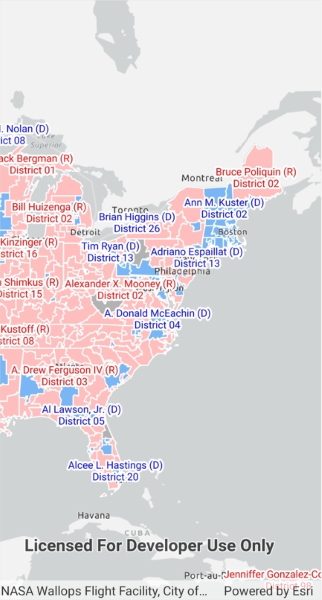 . Nolan (D)
District 08
Superior
ack Bergman (R)
District 01
Bruce Poliquin (R)
District 02
Montreal
Ann M. Kuster (D)
District 02
Bill Huizenga (R)
District 02
Toronto
Brian Higgins (D)
District 26
Detroit
Boston
Kinzinger (R)
District 16
Tim Ryan (D)
District 13
Adriano Espaillat (D)
District 13
Philadelphia
Shimkus (R)
District 15
Alexander X. Mooney (R)
District 02
A. Donald McEachin (D)
District 04
Kustoff (R)
District 08
A. Drew Ferguson IV (R)
District 03
Al Lawson, Jr. (D)
District 05
Alcee L. Hastings (D)
District 20
Havana
CUBA
Licensed For Developer Use Only
Port-au-
Jenniffer Gonzalez-Co
District 98
NASA Wallops Flight Facility, City of...
Powered by Esri